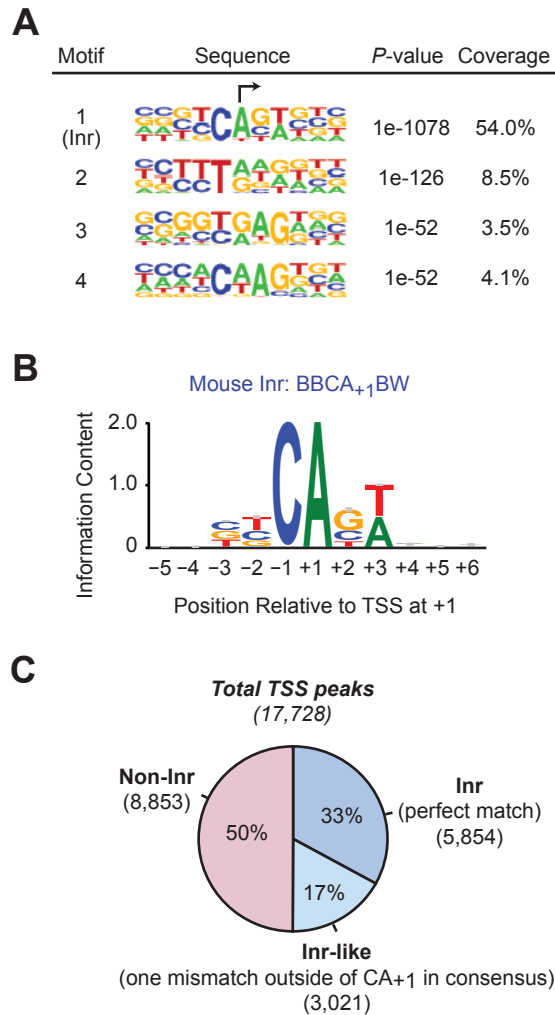 A
Motif Sequence P-value Coverage
1 (Inr) 1e-1078 54.0%
2 1e-126 8.5%
3 1e-52 3.5%
4 1e-52 4.1%
B
Mouse Inr: BBCA+1BW
Information Content
2.0
1.0
0
−5 −4 −3 −2 −1 +1 +2 +3 +4 +5 +6
Position Relative to TSS at +1
C
Total TSS peaks
(17,728)
Non-Inr
(8,853)
50%
33%
17%
Inr
(perfect match)
(5,854)
Inr-like
(one mismatch outside of CA+1 in consensus)
(3,021)